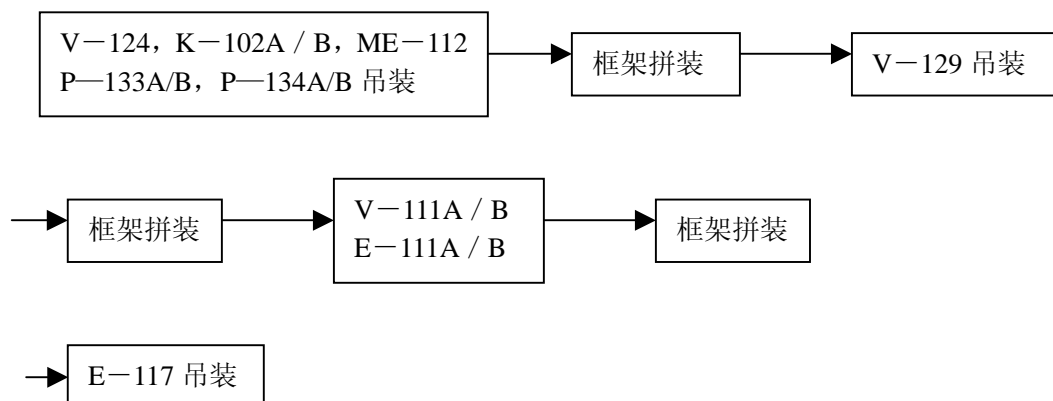 V－124，K－102A／B，ME－112
P—133A/B，P—134A/B 吊装
框架拼装
V－129 吊装
框架拼装
V－111A／B
E－111A／B
框架拼装
E－117 吊装